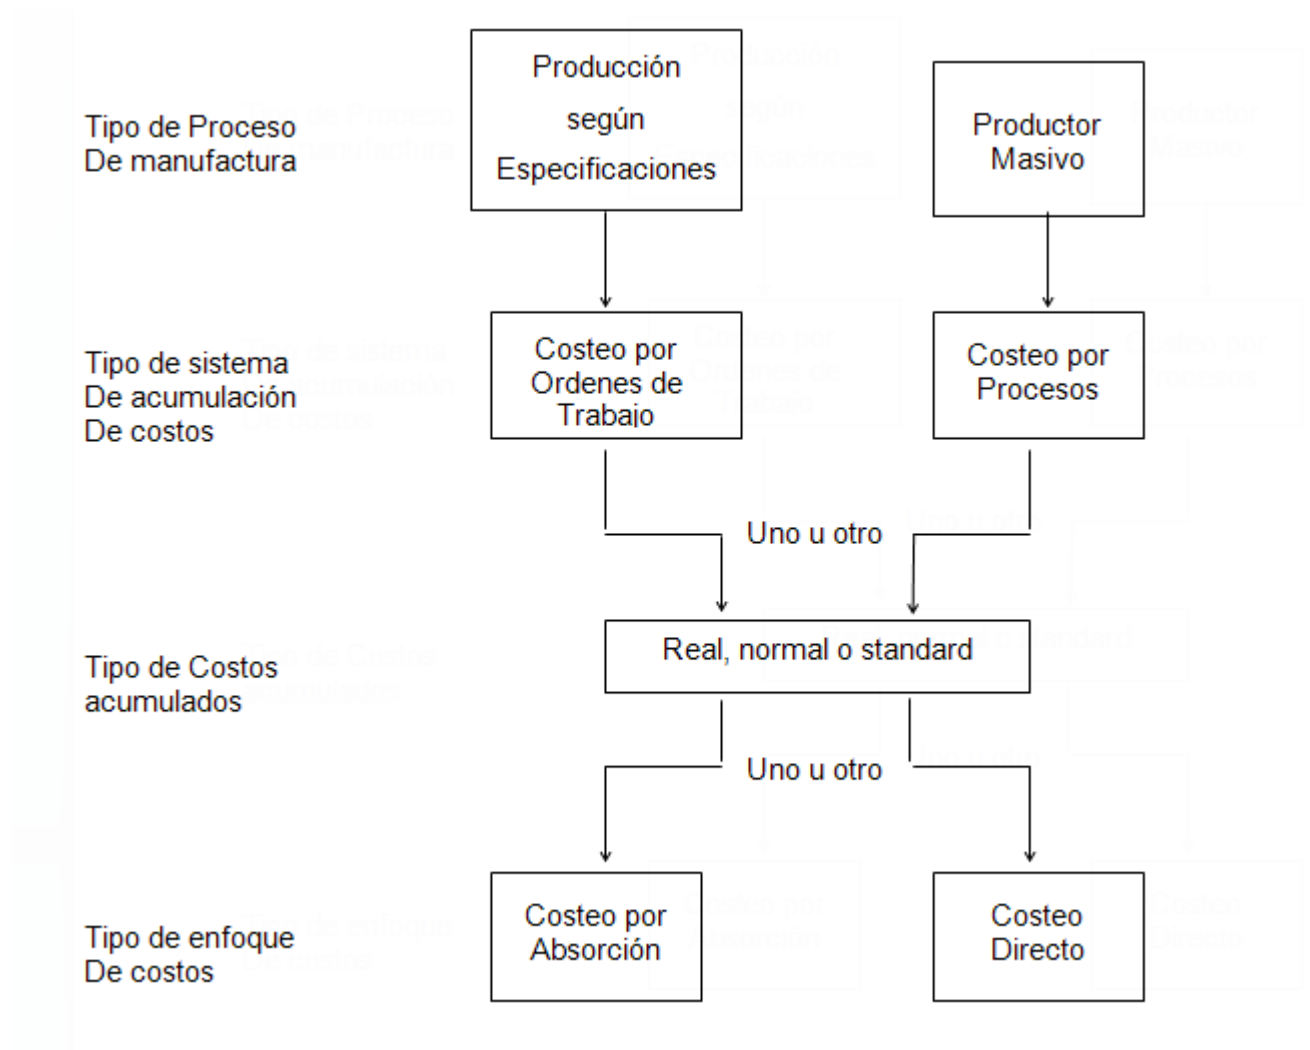 Producción
según
Especificaciones
Productor
Masivo
Tipo de Proceso
De manufactura
Costeo por
Ordenes de
Trabajo
Costeo por
Procesos
Tipo de sistema
De acumulación
De costos
Uno u otro
Real, normal o standard
Tipo de Costos
acumulados
Uno u otro
Costeo por
Absorción
Costeo
Directo
Tipo de enfoque
De costos